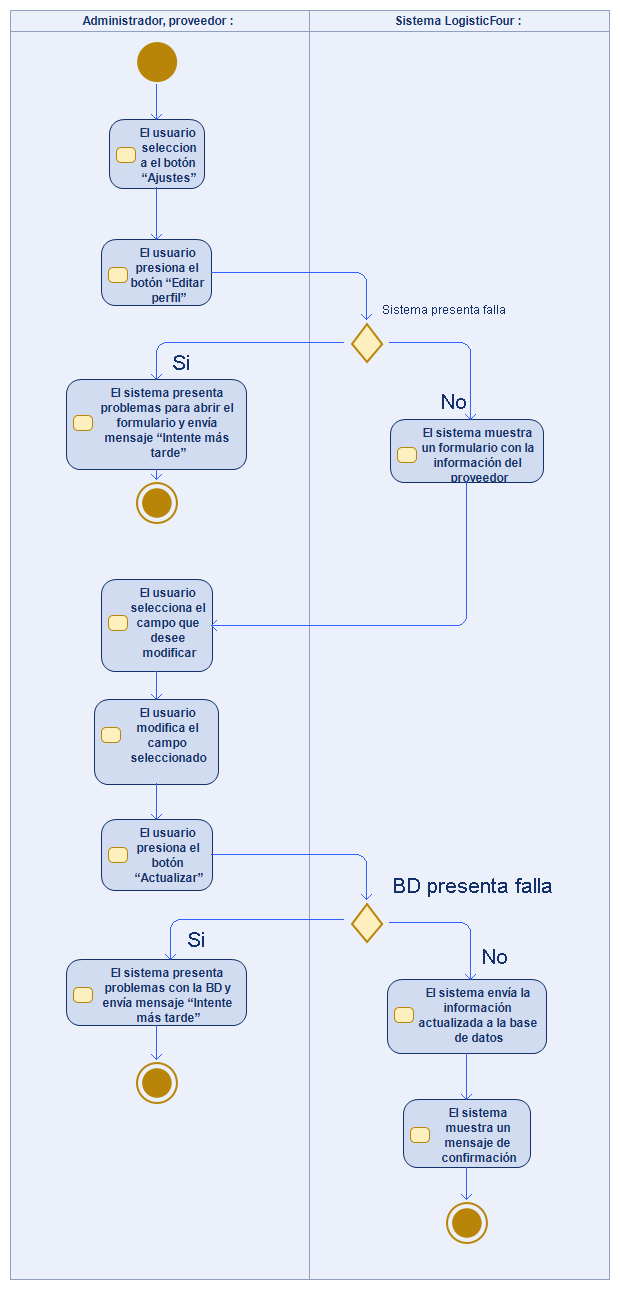 Administrador, proveedor :
Sistema LogisticFour :
El usuario
seleccion
a el botón
“Ajustes”
El usuario
presiona el
botón “Editar
perfil”
Sistema presenta falla
Si
No
El sistema presenta
problemas para abrir el
formulario y envía
mensaje “Intente más
tarde”
El sistema muestra
un formulario con la
información del
proveedor
El usuario
selecciona el
campo que
desee
modificar
El usuario
modifica el
campo
seleccionado
El usuario
presiona el
botón
“Actualizar”
BD presenta falla
Si
No
El sistema presenta
problemas con la BD y
envía mensaje “Intente
más tarde”
El sistema envía la
información
actualizada a la base
de datos
El sistema
muestra un
mensaje de
confirmación